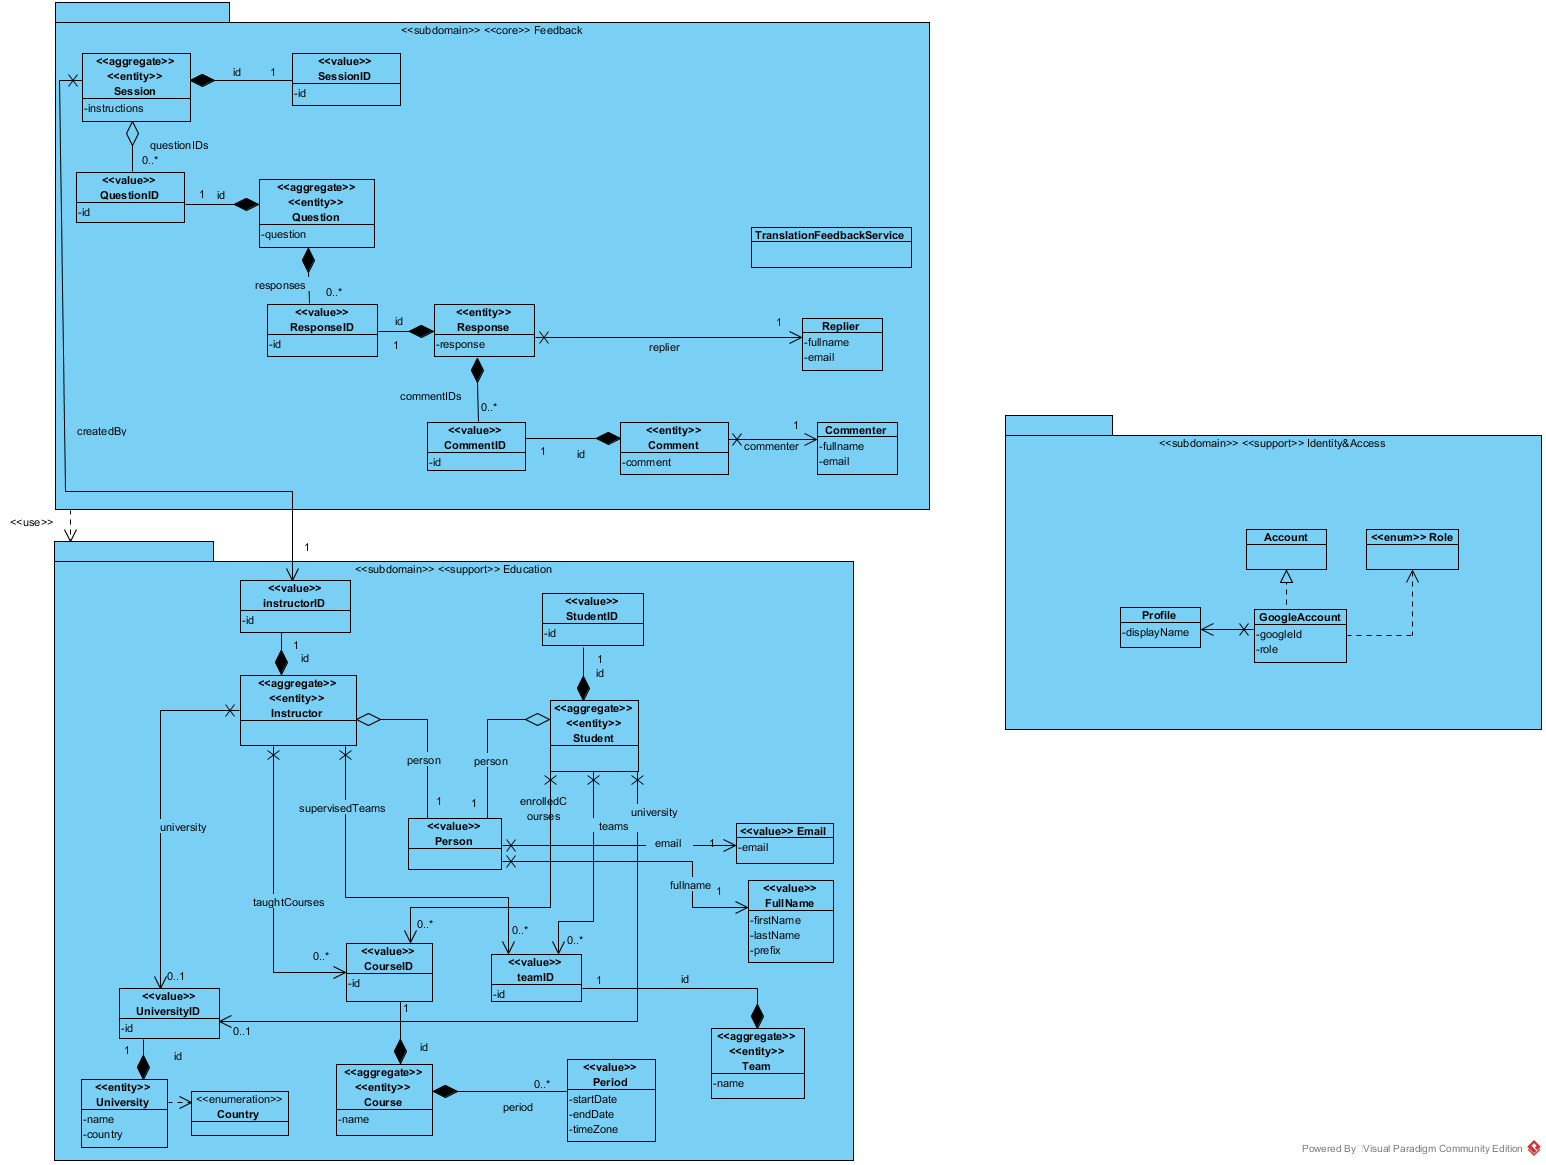 <<subdomain>> <<core>> Feedback
<<aggregate>>
<<entity>>
Session
-instructions
id
1
<<value>>
SessionID
-id
questionIDs
0..*
<<value>>
QuestionID
-id
1
id
<<aggregate>>
<<entity>>
Question
-question
TranslationFeedbackService
responses
0..*
<<value>>
ResponseID
-id
id
1
<<entity>>
Response
-response
replier
1
Replier
-fullname
-email
commentIDs
0..*
<<value>>
CommentID
-id
1
id
<<entity>>
Comment
-comment
commenter
1
Commenter
-fullname
-email
createdBy
1
<<use>>
<<subdomain>> <<support>> Identity&Access
Account
<<enum>> Role
Profile
-displayName
GoogleAccount
-googleId
-role
<<subdomain>> <<support>> Education
<<value>>
instructorID
-id
1
id
<<value>>
StudentID
-id
1
id
<<aggregate>>
<<entity>>
Instructor
<<aggregate>>
<<entity>>
Student
person
1
person
1
university
supervisedTeams
taughtCourses
enrolledC
ourses
teams
university
<<value>>
Person
email
1
<<value>> Email
-email
fullname
1
<<value>>
FullName
-firstName
-lastName
-prefix
0..*
0..*
0..*
0..*
<<value>>
CourseID
-id
<<value>>
teamID
-id
0..1
<<value>>
UniversityID
-id
0..1
1
id
1
id
1
id
<<entity>>
University
-name
-country
<<enumeration>>
Country
<<aggregate>>
<<entity>>
Course
-name
0..*
period
<<value>>
Period
-startDate
-endDate
-timeZone
<<aggregate>>
<<entity>>
Team
-name
Powered By Visual Paradigm Community Edition